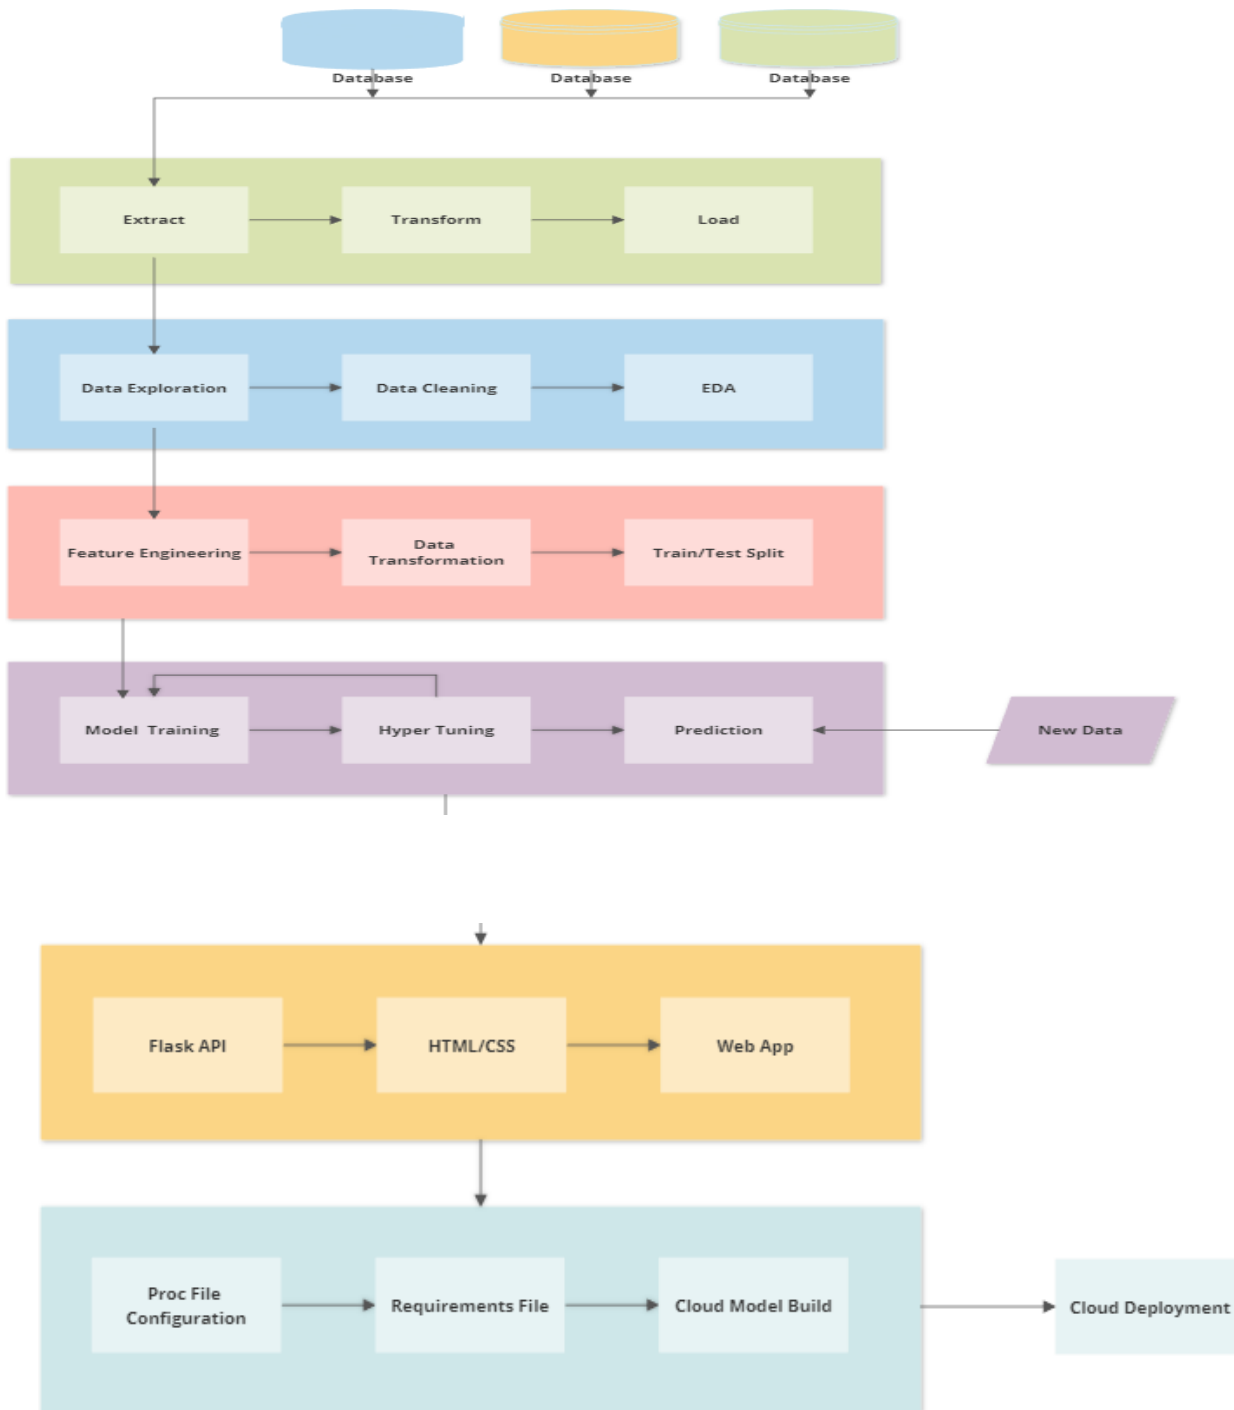 Database
Database
Database
Extract
Transform
Load
Data Exploration
Data Cleaning
EDA
Feature Engineering
Data
Transformation
Train/Test Split
Model  Training
Hyper Tuning
Prediction
New Data
Flask API
HTML/CSS
Web App
Proc File
Configuration
Requirements File
Cloud Model Build
Cloud Deployment